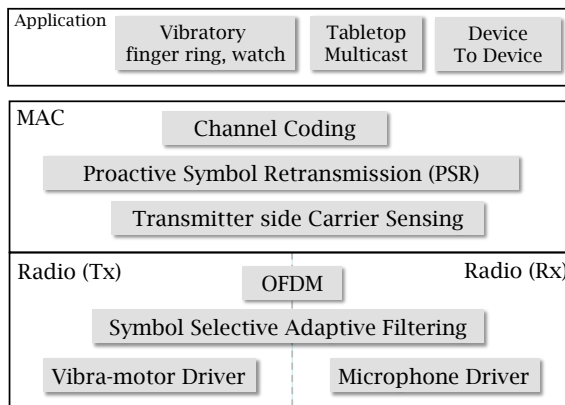 Application
Vibratory
finger ring, watch
Tabletop
Multicast
Device
To Device
MAC
Channel Coding
Proactive Symbol Retransmission (PSR)
Transmitter side Carrier Sensing
Radio (Tx)
Radio (Rx)
OFDM
Symbol Selective Adaptive Filtering
Vibra-motor Driver
Microphone Driver